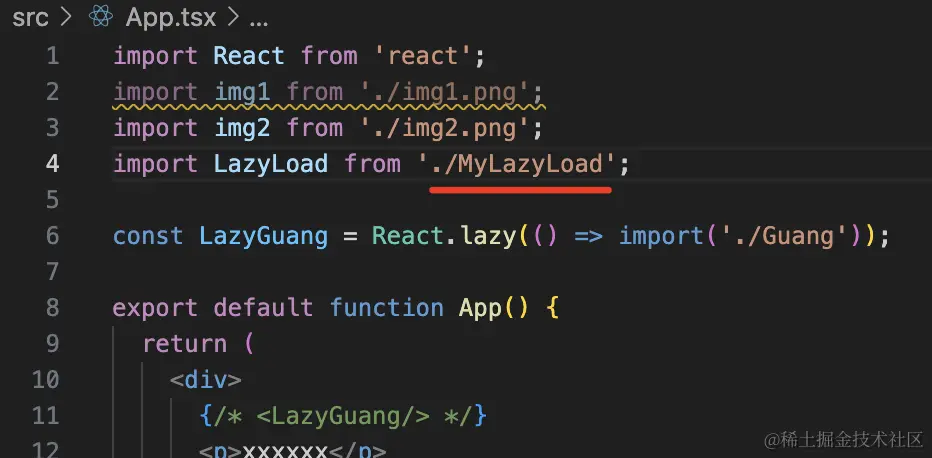 src > App.tsx > ...
1 import React from 'react';
2 import img1 from './img1.png';
3 import img2 from './img2.png';
4 import LazyLoad from './MyLazyLoad';
5
6 const LazyGuang = React.lazy(() => import('./Guang'));
7
8 export default function App() {
9 return (
10 <div>
11 {/* <LazyGuang/> */}
12 <p>xxxxxx</p>
@稀土掘金技术社区